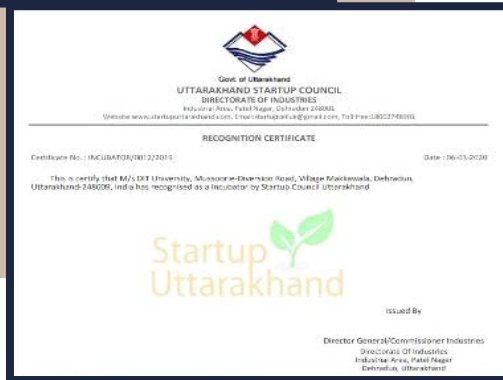 Govt. of Uttarakhand
UTTARAKHAND STARTUP COUNCIL
DIRECTORATE OF INDUSTRIES
Industrial Area, Patel Nagar, Dehradun 248001
RECOGNITION CERTIFICATE
Certificate No. : INCUBATOR/0012/2019
Date : 06-03-2020
This is certify that M/s DIT University, Mussoorie-Diversion Road, Village Makkawala, Dehradun,
Uttarakhand-248009, India has recognised as a Incubator by Startup Council Uttarakhand
Startup
Uttarakhand
Issued By
Director General/Commissioner Industries
Directorate Of Industries
Industrial Area, Patel Nagar
Dehradun, Uttarakhand